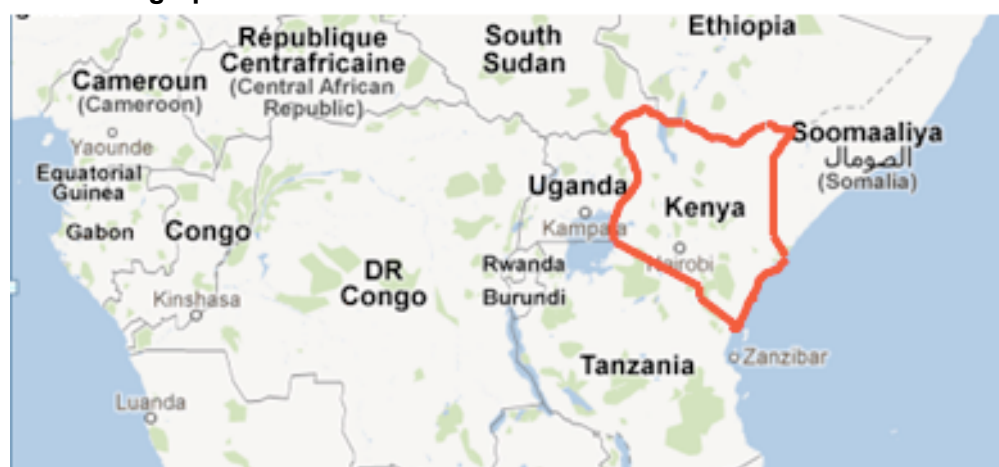 Ethiopia
République
Centrafricaine
(Central African
Republic)
South
Sudan
Cameroun
(Cameroon)
Yaounde
Soomaaliya
الصومال
(Somalia)
Equatorial
Guinea
Uganda
Kampala
Kenya
Gabon
Congo
Nairobi
DR
Congo
Rwanda
Burundi
Kinshasa
Tanzania
Zanzibar
Luanda